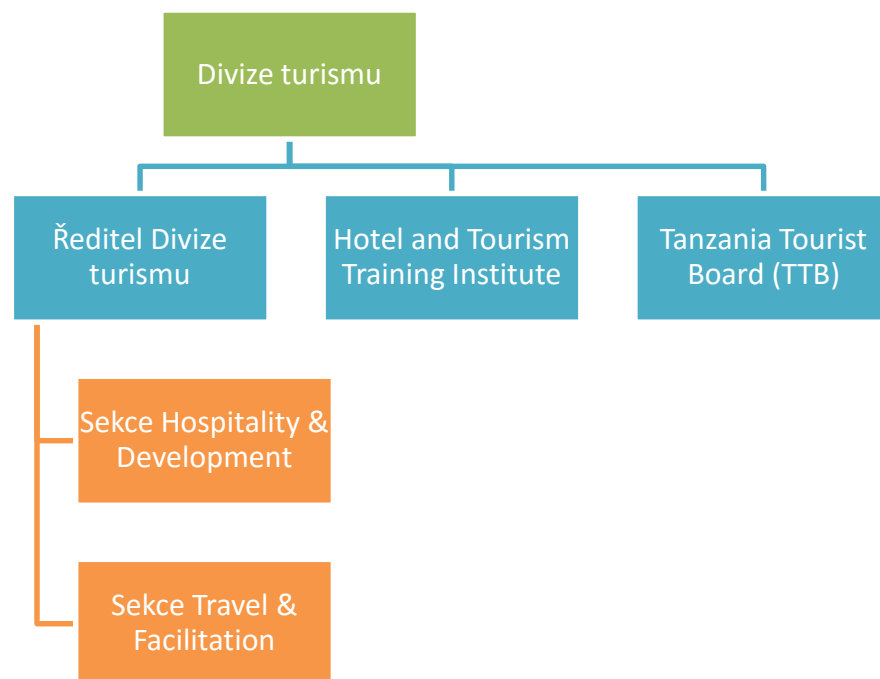 Divize turismu
Ředitel Divize
turismu
Hotel and Tourism
Training Institute
Tanzania Tourist
Board (TTB)
Sekce Hospitality &
Development
Sekce Travel &
Facilitation